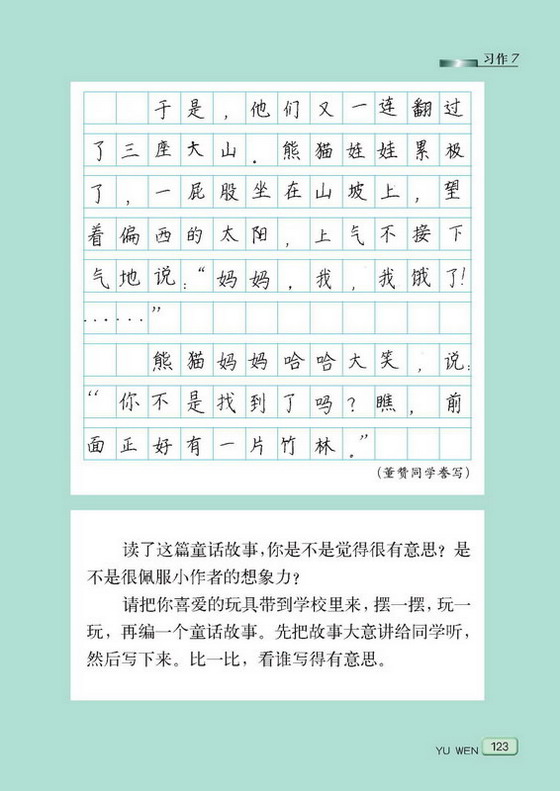 习作7
于是，他们又一连翻过
了三座大山．熊猫娃娃累极
了，一屁股坐在山坡上，望
着偏西的太阳，上气不接下
气地说：“妈妈，我，我饿了！
……”
熊猫妈妈哈哈大笑，说：
“你不是找到了吗？瞧，前
面正好有一片竹林。”
（董赞同学誊写）
读了这篇童话故事，你是不是觉得很有意思？是
不是很佩服小作者的想象力？
请把你喜爱的玩具带到学校里来，摆一摆，玩一
玩，再编一个童话故事。先把故事大意讲给同学听，
然后写下来。比一比，看谁写得有意思。
YU WEN 123